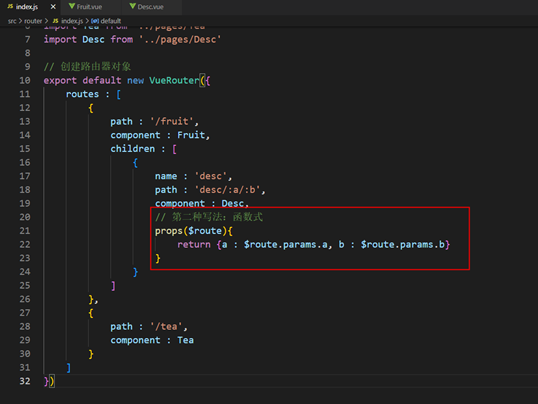 index.js × Fruit.vue Desc.vue
src > router > index.js > default
6 import Tea from '../pages/Tea'
7 import Desc from '../pages/Desc'
8
9 // 创建路由器对象
10 export default new VueRouter({
11 routes : [
12 {
13 path : '/fruit',
14 component : Fruit,
15 children : [
16 {
17 name : 'desc',
18 path : 'desc/:a/:b',
19 component : Desc,
20 // 第二种写法：函数式
21 props($route){
22 return {a : $route.params.a, b : $route.params.b}
23 }
24 }
25 ]
26 },
27 {
28 path : '/tea',
29 component : Tea
30 }
31 ]
32 })